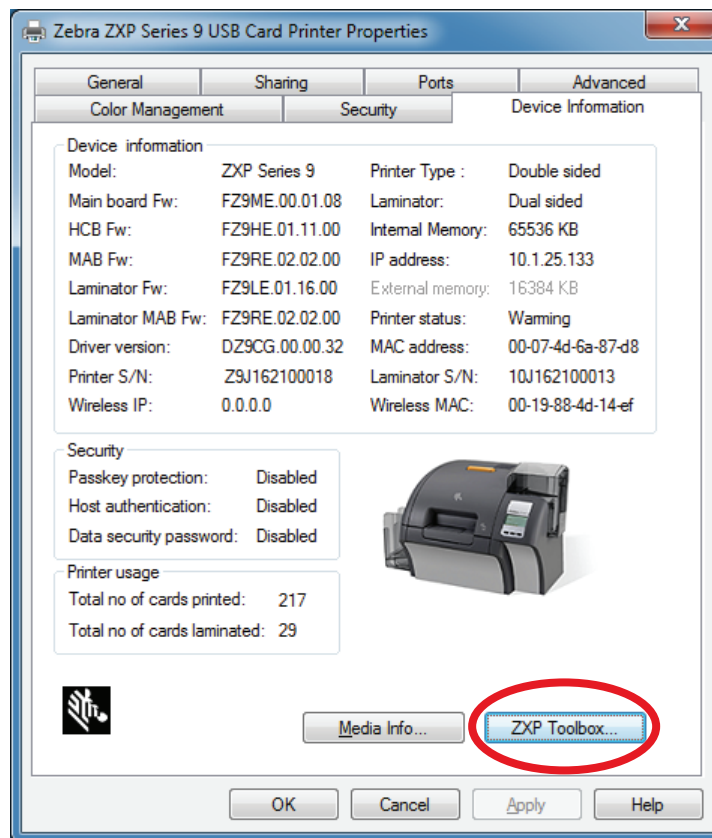 Zebra ZXP Series 9 USB Card Printer Properties
General Sharing Ports Advanced
Color Management Security Device Information
Device information
Model: ZXP Series 9 Printer Type : Double sided
Main board Fw: FZ9ME.00.01.08 Laminator: Dual sided
HCB Fw: FZ9HE.01.11.00 Internal Memory: 65536 KB
MAB Fw: FZ9RE.02.02.00 IP address: 10.1.25.133
Laminator Fw: FZ9LE.01.16.00 External memory: 16384 KB
Laminator MAB Fw: FZ9RE.02.02.00 Printer status: Warming
Driver version: DZ9CG.00.00.32 MAC address: 00-07-4d-6a-87-d8
Printer S/N: Z9J162100018 Laminator S/N: 10J162100013
Wireless IP: 0.0.0.0 Wireless MAC: 00-19-88-4d-14-ef
Security
Passkey protection: Disabled
Host authentication: Disabled
Data security password: Disabled
Printer usage
Total no of cards printed: 217
Total no of cards laminated: 29
Media Info... ZXP Toolbox...
OK Cancel Apply Help